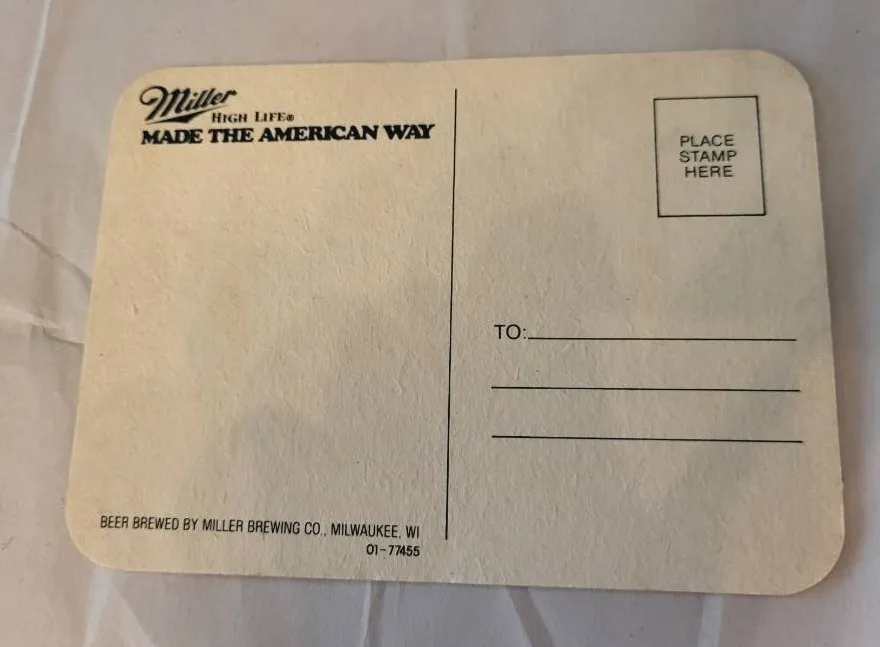 Miller
HIGH LIFE®
MADE THE AMERICAN WAY
BEER BREWED BY MILLER BREWING CO., MILWAUKEE, WI
01-77455
PLACE
STAMP
HERE
TO: